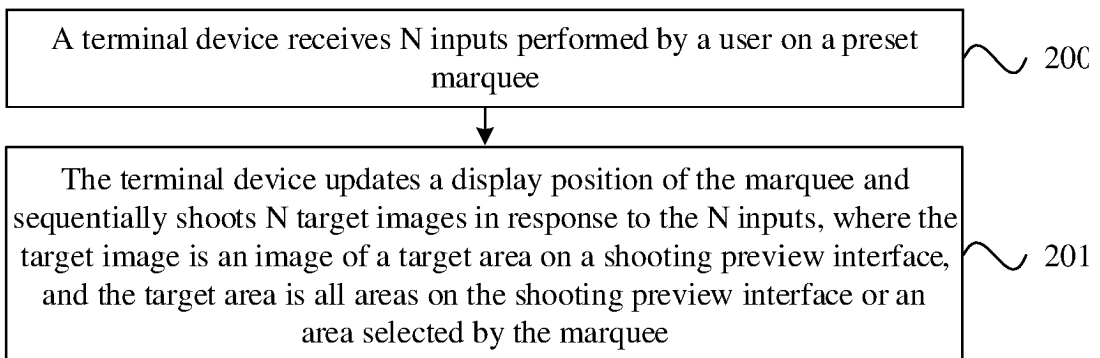 A terminal device receives N inputs performed by a user on a preset
marquee
200
The terminal device updates a display position of the marquee and
sequentially shoots N target images in response to the N inputs, where the
target image is an image of a target area on a shooting preview interface,
and the target area is all areas on the shooting preview interface or an
area selected by the marquee
201